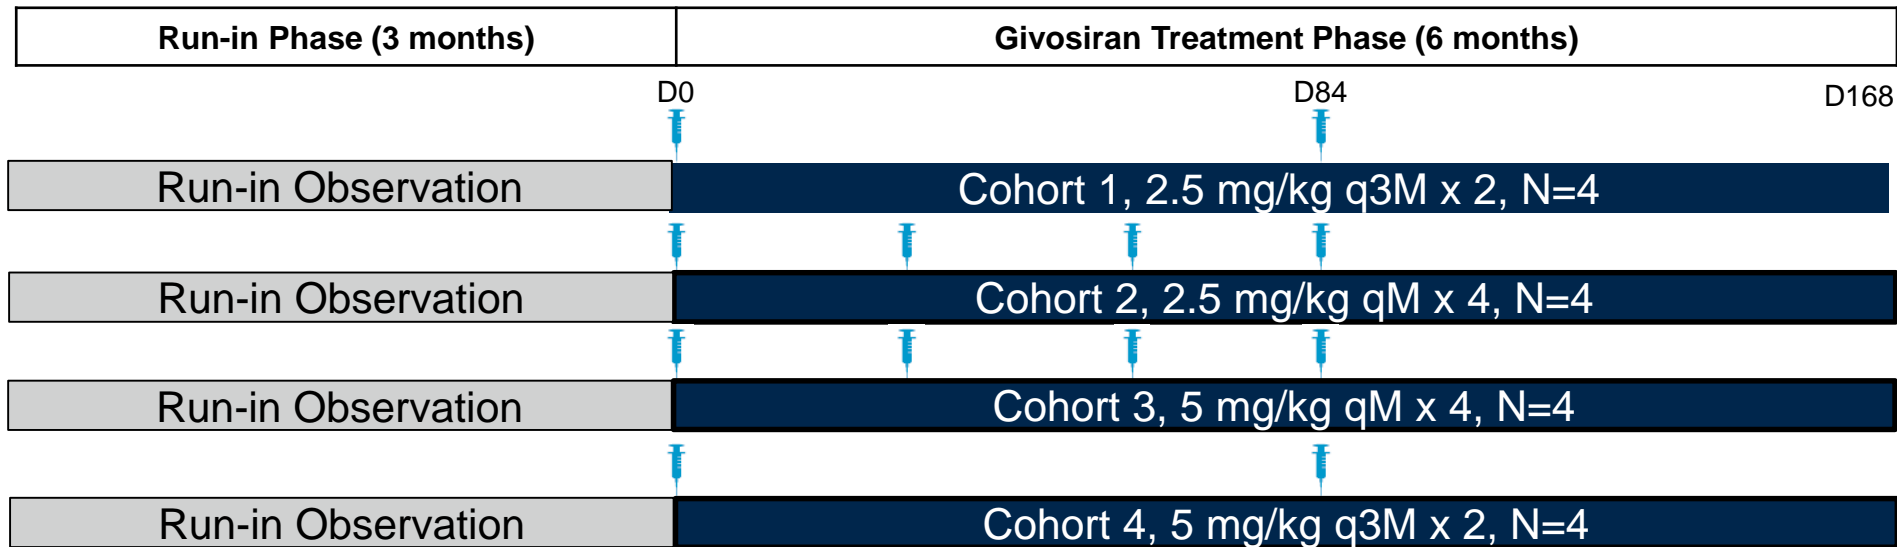 Run-in Phase (3 months) Givosiran Treatment Phase (6 months)
D0 D84 D168
Run-in Observation Cohort 1, 2.5 mg/kg q3M x 2, N=4
Run-in Observation Cohort 2, 2.5 mg/kg qM x 4, N=4
Run-in Observation Cohort 3, 5 mg/kg qM x 4, N=4
Run-in Observation Cohort 4, 5 mg/kg q3M x 2, N=4